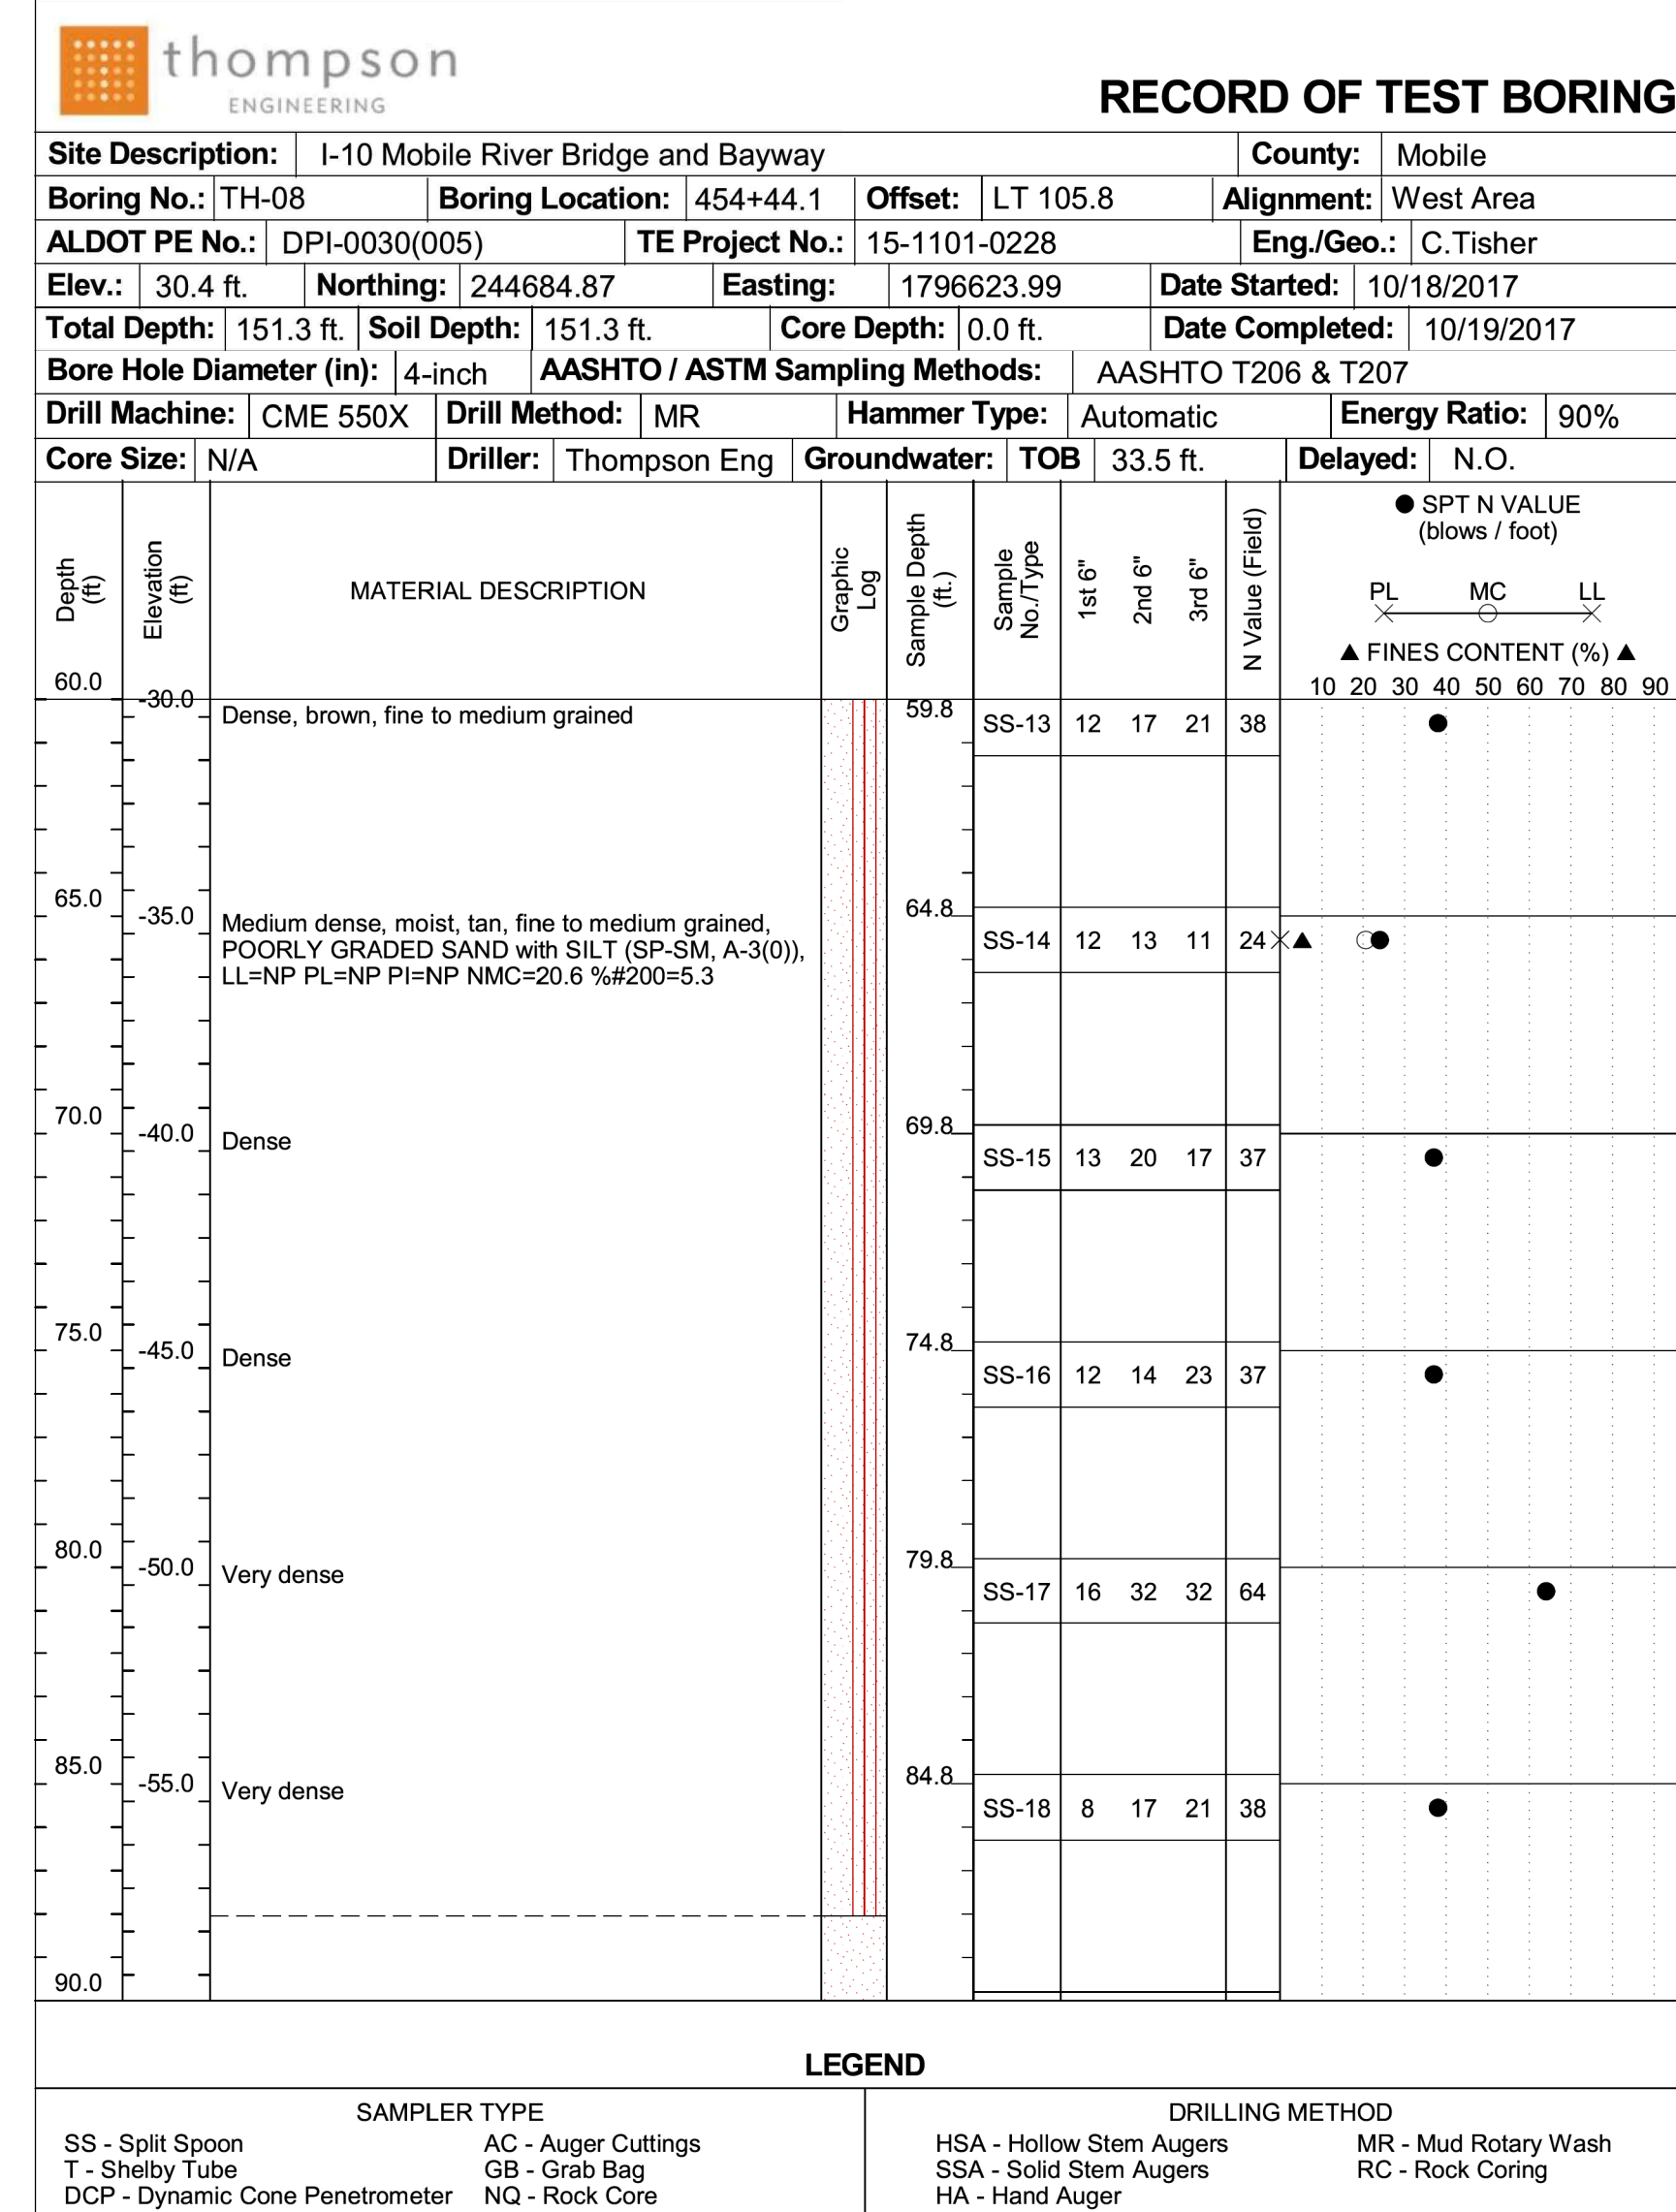 thompson
ENGINEERING
RECORD OF TEST BORING
Site Description: I-10 Mobile River Bridge and Bayway County: Mobile
Boring No.: TH-08 Boring Location: 454+44.1 Offset: LT 105.8 Alignment: West Area
ALDOT PE No.: DPI-0030(005) TE Project No.: 15-1101-0228 Eng./Geo.: C.Tisher
Elev.: 30.4 ft. Northing: 244684.87 Easting: 1796623.99 Date Started: 10/18/2017
Total Depth: 151.3 ft. Soil Depth: 151.3 ft. Core Depth: 0.0 ft. Date Completed: 10/19/2017
Bore Hole Diameter (in): 4-inch AASHTO / ASTM Sampling Methods: AASHTO T206 & T207
Drill Machine: CME 550X Drill Method: MR Hammer Type: Automatic Energy Ratio: 90%
Core Size: N/A Driller: Thompson Eng Groundwater: TOB 33.5 ft. Delayed: N.O.
Depth (ft)
Elevation (ft)
MATERIAL DESCRIPTION
Graphic Log
Sample Depth (ft.)
Sample No./Type
1st 6"
2nd 6"
3rd 6"
N Value (Field)
● SPT N VALUE
(blows / foot)
PL MC LL
▲ FINES CONTENT (%) ▲
10 20 30 40 50 60 70 80 90
60.0
-30.0 Dense, brown, fine to medium grained 59.8
SS-13 12 17 21 38
65.0
-35.0 64.8
Medium dense, moist, tan, fine to medium grained,
POORLY GRADED SAND with SILT (SP-SM, A-3(0)),
LL=NP PL=NP PI=NP NMC=20.6 %#200=5.3
SS-14 12 13 11 24
70.0
-40.0 Dense 69.8
SS-15 13 20 17 37
75.0
-45.0 Dense 74.8
SS-16 12 14 23 37
80.0
-50.0 Very dense 79.8
SS-17 16 32 32 64
85.0
-55.0 Very dense 84.8
SS-18 8 17 21 38
90.0
LEGEND
SAMPLER TYPE
SS - Split Spoon AC - Auger Cuttings
T - Shelby Tube GB - Grab Bag
DCP - Dynamic Cone Penetrometer NQ - Rock Core
DRILLING METHOD
HSA - Hollow Stem Augers MR - Mud Rotary Wash
SSA - Solid Stem Augers RC - Rock Coring
HA - Hand Auger